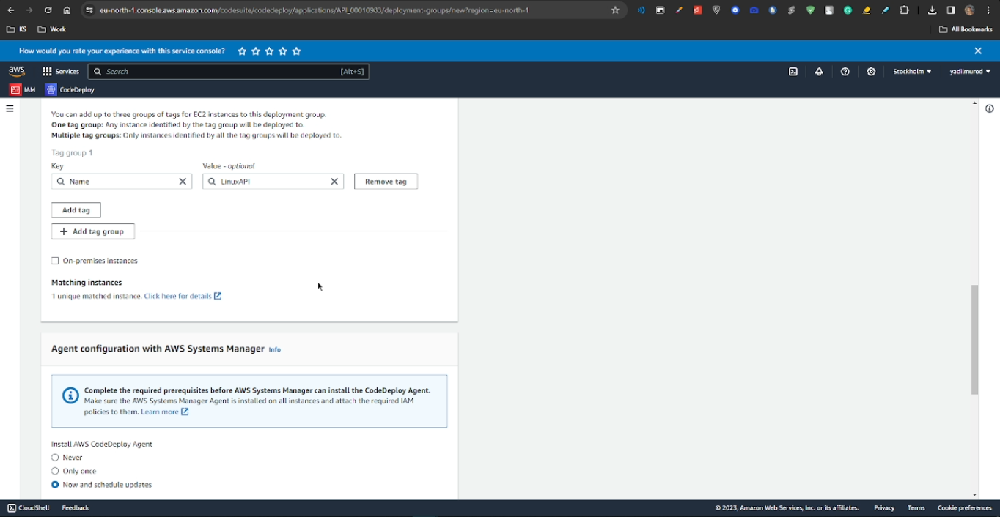 eu-north-1.console.aws.amazon.com/codesuite/codedeploy/applications/API_00010983/deployment-groups/new?region=eu-north-1
KS Work All Bookmarks
How would you rate your experience with this service console?
aws Services Search [Alt+S] Stockholm yadilmurod
IAM CodeDeploy
You can add up to three groups of tags for EC2 instances to this deployment group.
One tag group: Any instance identified by the tag group will be deployed to.
Multiple tag groups: Only instances identified by all the tag groups will be deployed to.
Tag group 1
Key Value - optional
Name LinuxAPI Remove tag
Add tag
+ Add tag group
On-premises instances
Matching instances
1 unique matched instance. Click here for details
Agent configuration with AWS Systems Manager Info
Complete the required prerequisites before AWS Systems Manager can install the CodeDeploy Agent.
Make sure the AWS Systems Manager Agent is installed on all instances and attach the required IAM
policies to them. Learn more
Install AWS CodeDeploy Agent
Never
Only once
Now and schedule updates
CloudShell Feedback © 2023, Amazon Web Services, Inc. or its affiliates. Privacy Terms Cookie preferences